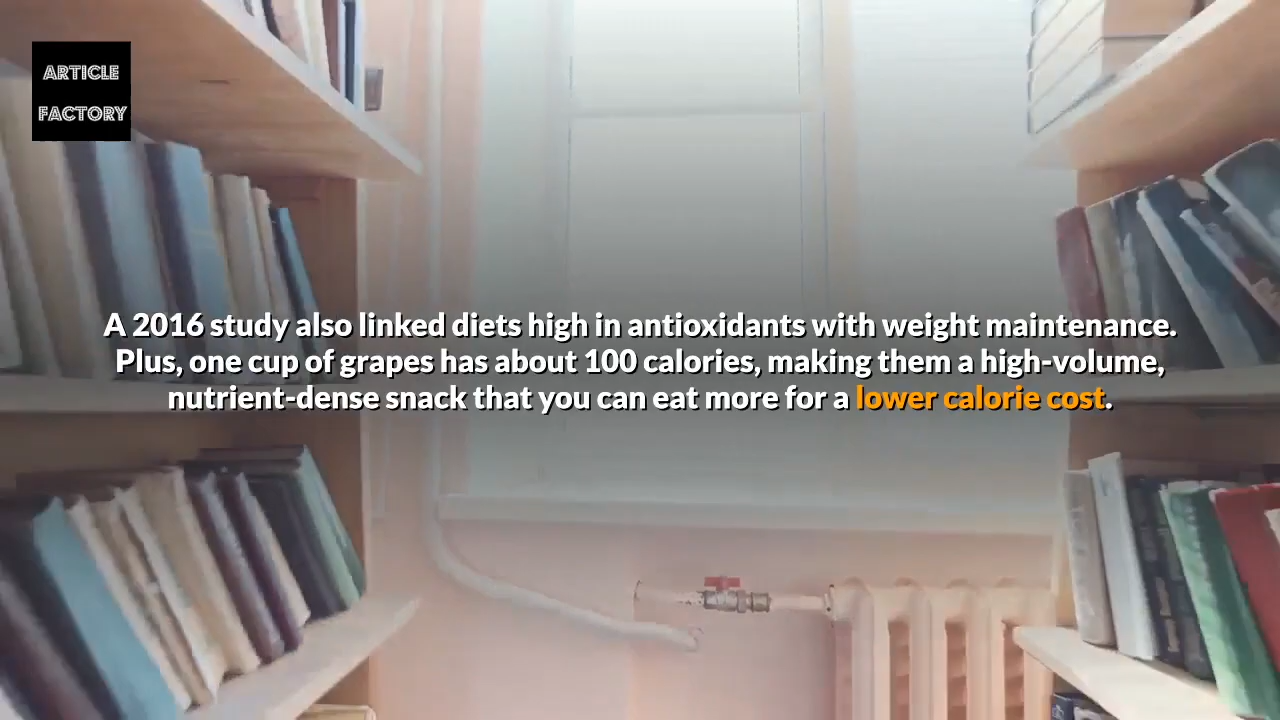 ARTICLE
FACTORY
A 2016 study also linked diets high in antioxidants with weight maintenance.
Plus, one cup of grapes has about 100 calories, making them a high-volume,
nutrient-dense snack that you can eat more for a lower calorie cost.